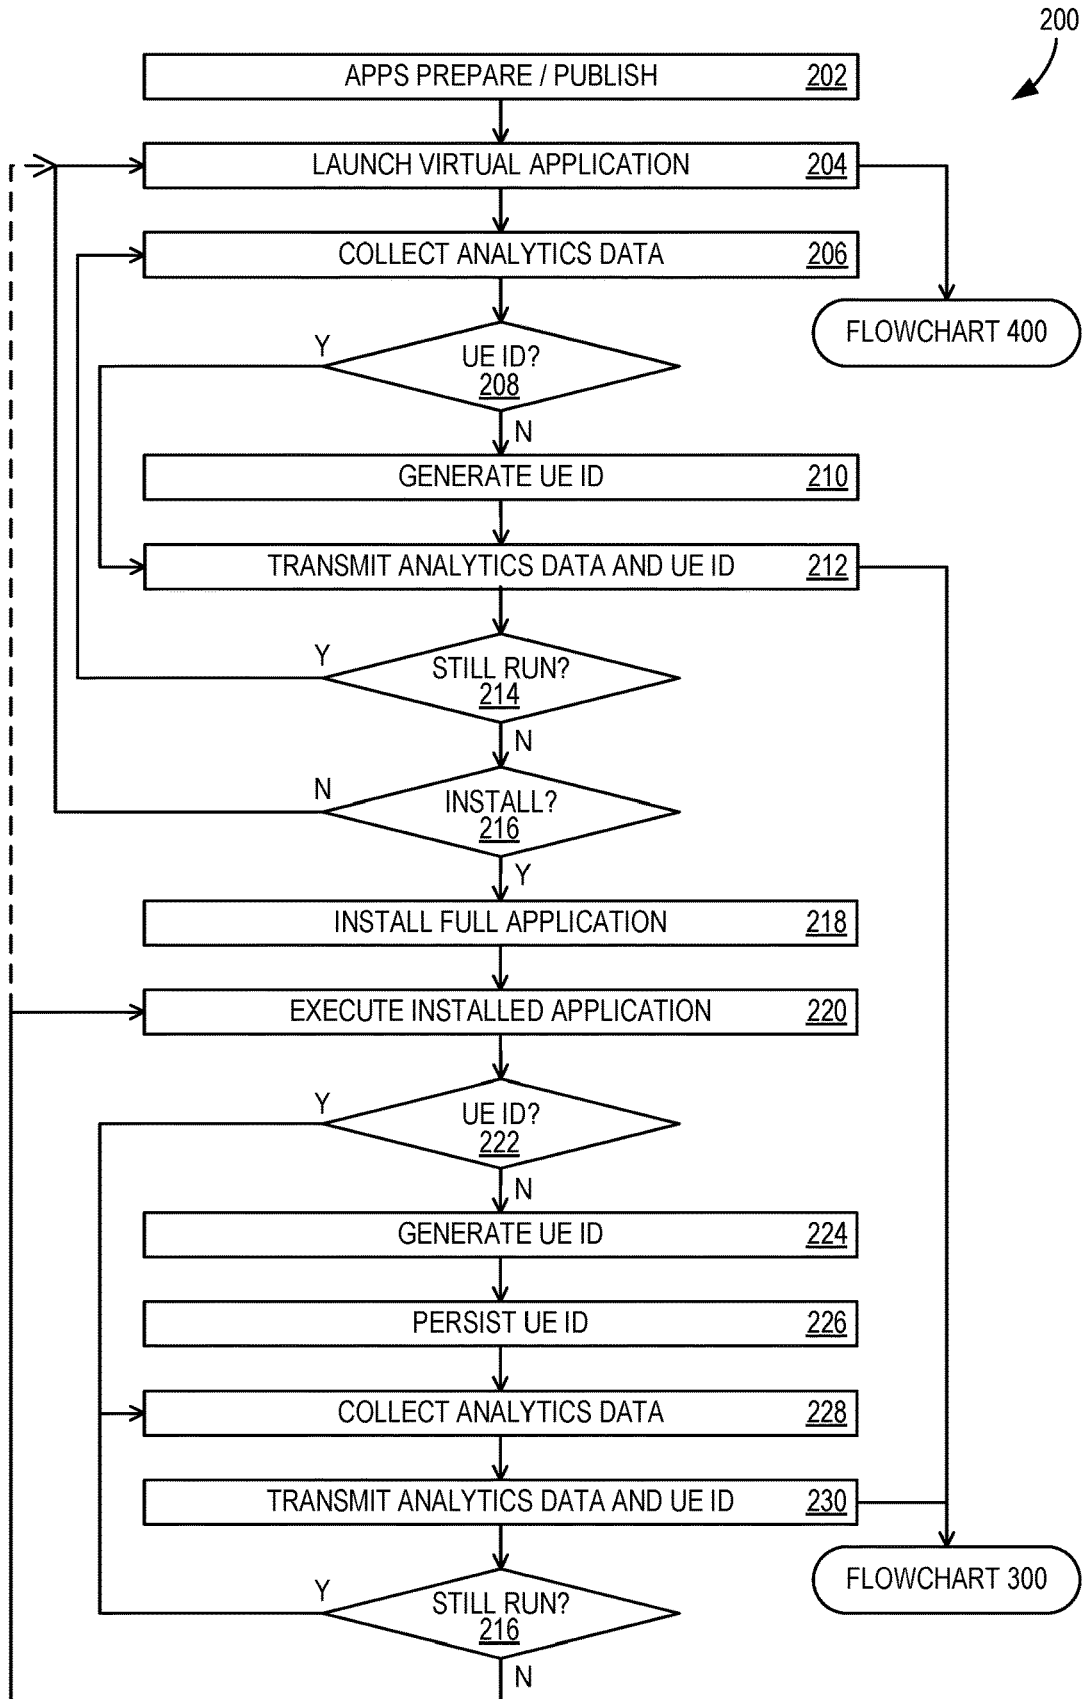 200
APPS PREPARE / PUBLISH 202
LAUNCH VIRTUAL APPLICATION 204
COLLECT ANALYTICS DATA 206
FLOWCHART 400
Y
UE ID?
208
N
GENERATE UE ID 210
TRANSMIT ANALYTICS DATA AND UE ID 212
Y
STILL RUN?
214
N
N
INSTALL?
216
Y
INSTALL FULL APPLICATION 218
EXECUTE INSTALLED APPLICATION 220
Y
UE ID?
222
N
GENERATE UE ID 224
PERSIST UE ID 226
COLLECT ANALYTICS DATA 228
TRANSMIT ANALYTICS DATA AND UE ID 230
FLOWCHART 300
Y
STILL RUN?
216
N